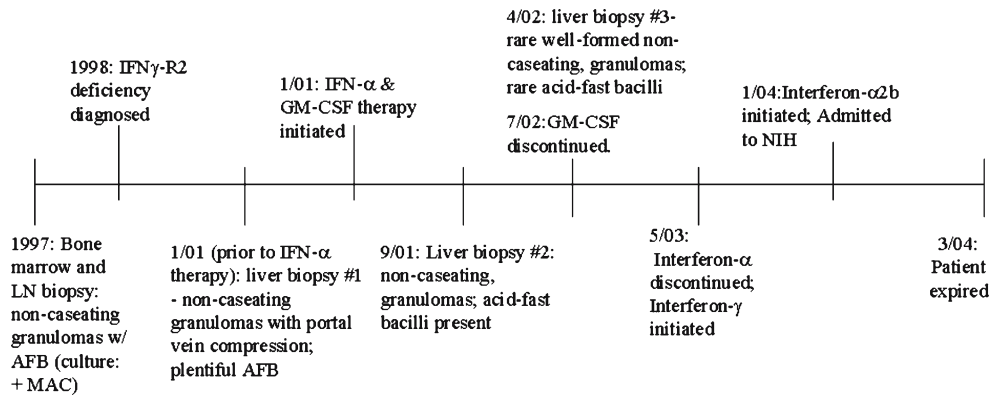 1997: Bone
marrow and
LN biopsy:
non-caseating
granulomas w/
AFB (culture:
+ MAC)
1998: IFNγ-R2
deficiency
diagnosed
1/01 (prior to IFN-α
therapy): liver biopsy #1
- non-caseating
granulomas with portal
vein compression;
plentiful AFB
1/01: IFN-α &
GM-CSF therapy
initiated
9/01: Liver biopsy #2:
non-caseating,
granulomas; acid-fast
bacilli present
4/02: liver biopsy #3-
rare well-formed non-
caseating, granulomas;
rare acid-fast bacilli
7/02:GM-CSF
discontinued.
5/03:
Interferon-α
discontinued;
Interferon-γ
initiated
1/04:Interferon-α2b
initiated; Admitted
to NIH
3/04:
Patient
expired